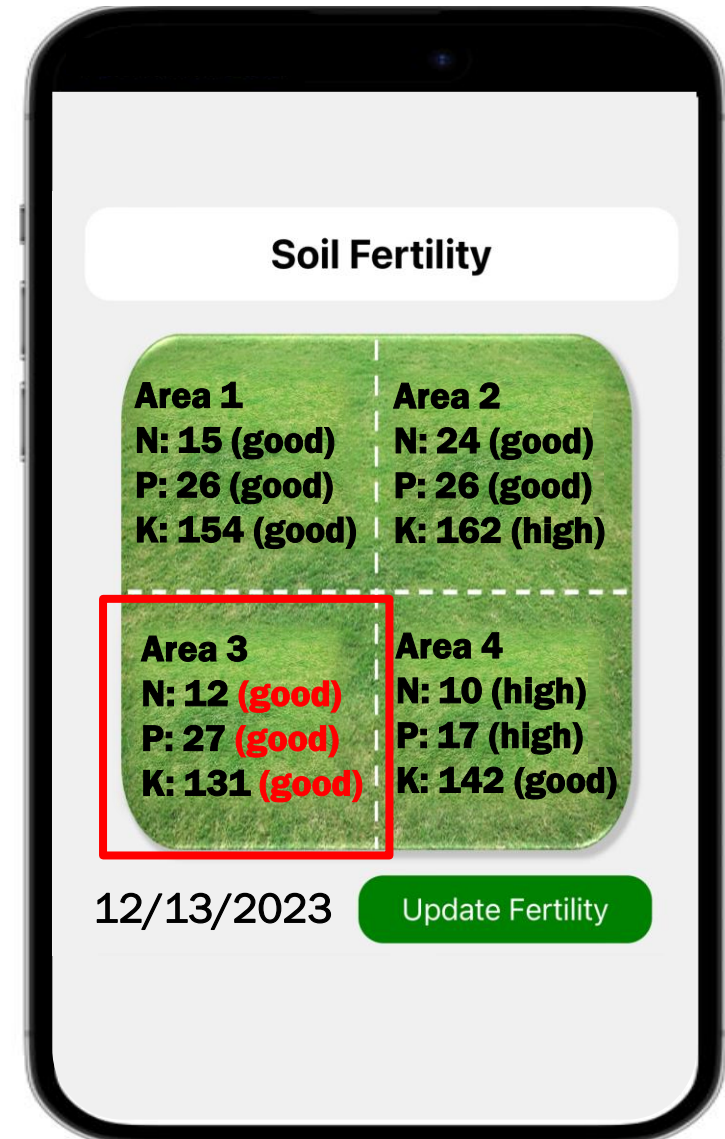 Soil Fertility
Area 1
N: 15 (good)
P: 26 (good)
K: 154 (good)
Area 2
N: 24 (good)
P: 26 (good)
K: 162 (high)
Area 3
N: 12 (good)
P: 27 (good)
K: 131 (good)
Area 4
N: 10 (high)
P: 17 (high)
K: 142 (good)
12/13/2023
Update Fertility